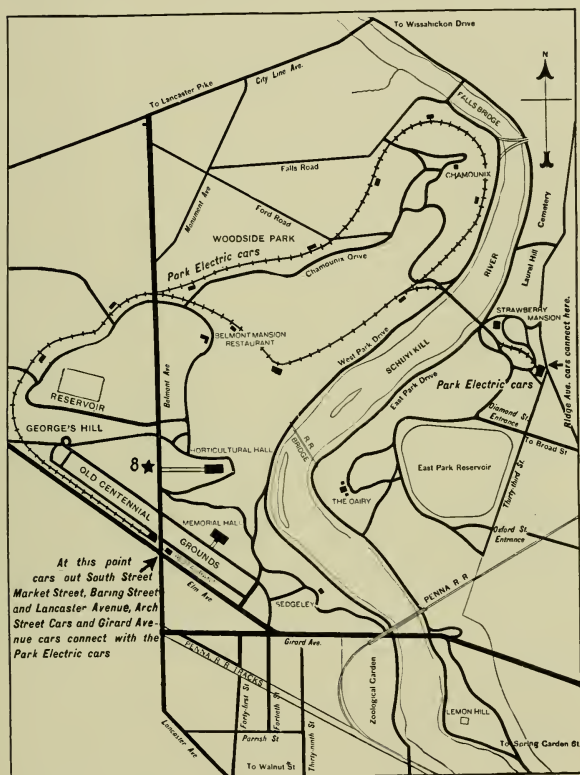 To Wissahickon Drive
To Lancaster Pike
City Line Ave.
N
FALLS BRIDGE
Falls Road
CHAMOUNIX
Monument Ave
Ford Road
WOODSIDE PARK
Cemetery
Park Electric cars
Chamounix Drive
RIVER
Laural Hill
STRAWBERRY
MANSION
BELMONT MANSION
RESTAURANT
West Park Drive
SCHUYLKILL
East Park Drive
Park Electric cars
Ridge Ave. cars connect here.
RESERVOIR
Belmont Ave
Diamond St.
Entrance
GEORGE'S HILL
To Broad St
8★
HORTICULTURAL HALL
R R
BRIDGE
East Park Reservoir
Thirty-third St.
OLD CENTENNIAL
GROUNDS
THE DAIRY
MEMORIAL HALL
Oxford St.
Entrance
At this point
cars out South Street
Market Street, Baring Street
and Lancaster Avenue, Arch
Street Cars and Girard Ave-
nue cars connect with the
Park Electric cars
Elm Ave
SEDGELEY
PENNA R R
Girard Ave.
PENNA R R TRACKS
Zoological Garden
Forty-first St
Fortieth St
LEMON HILL
Lancaster Ave
Parrish St
Thirty-ninth St
To Spring Garden St.
To Walnut St